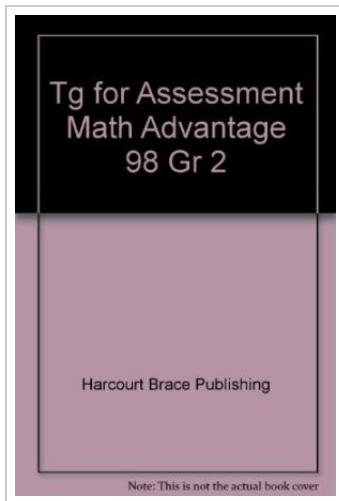 Tg for Assessment
Math Advantage
98 Gr 2
Harcourt Brace Publishing
Note: This is not the actual book cover